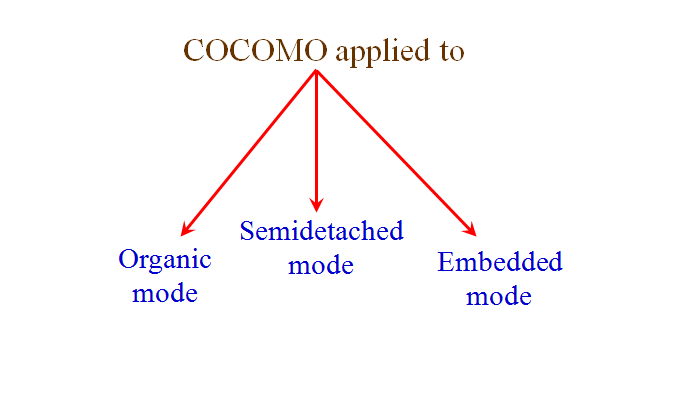 COCOMO applied to
Organic
mode
Semidetached
mode
Embedded
mode